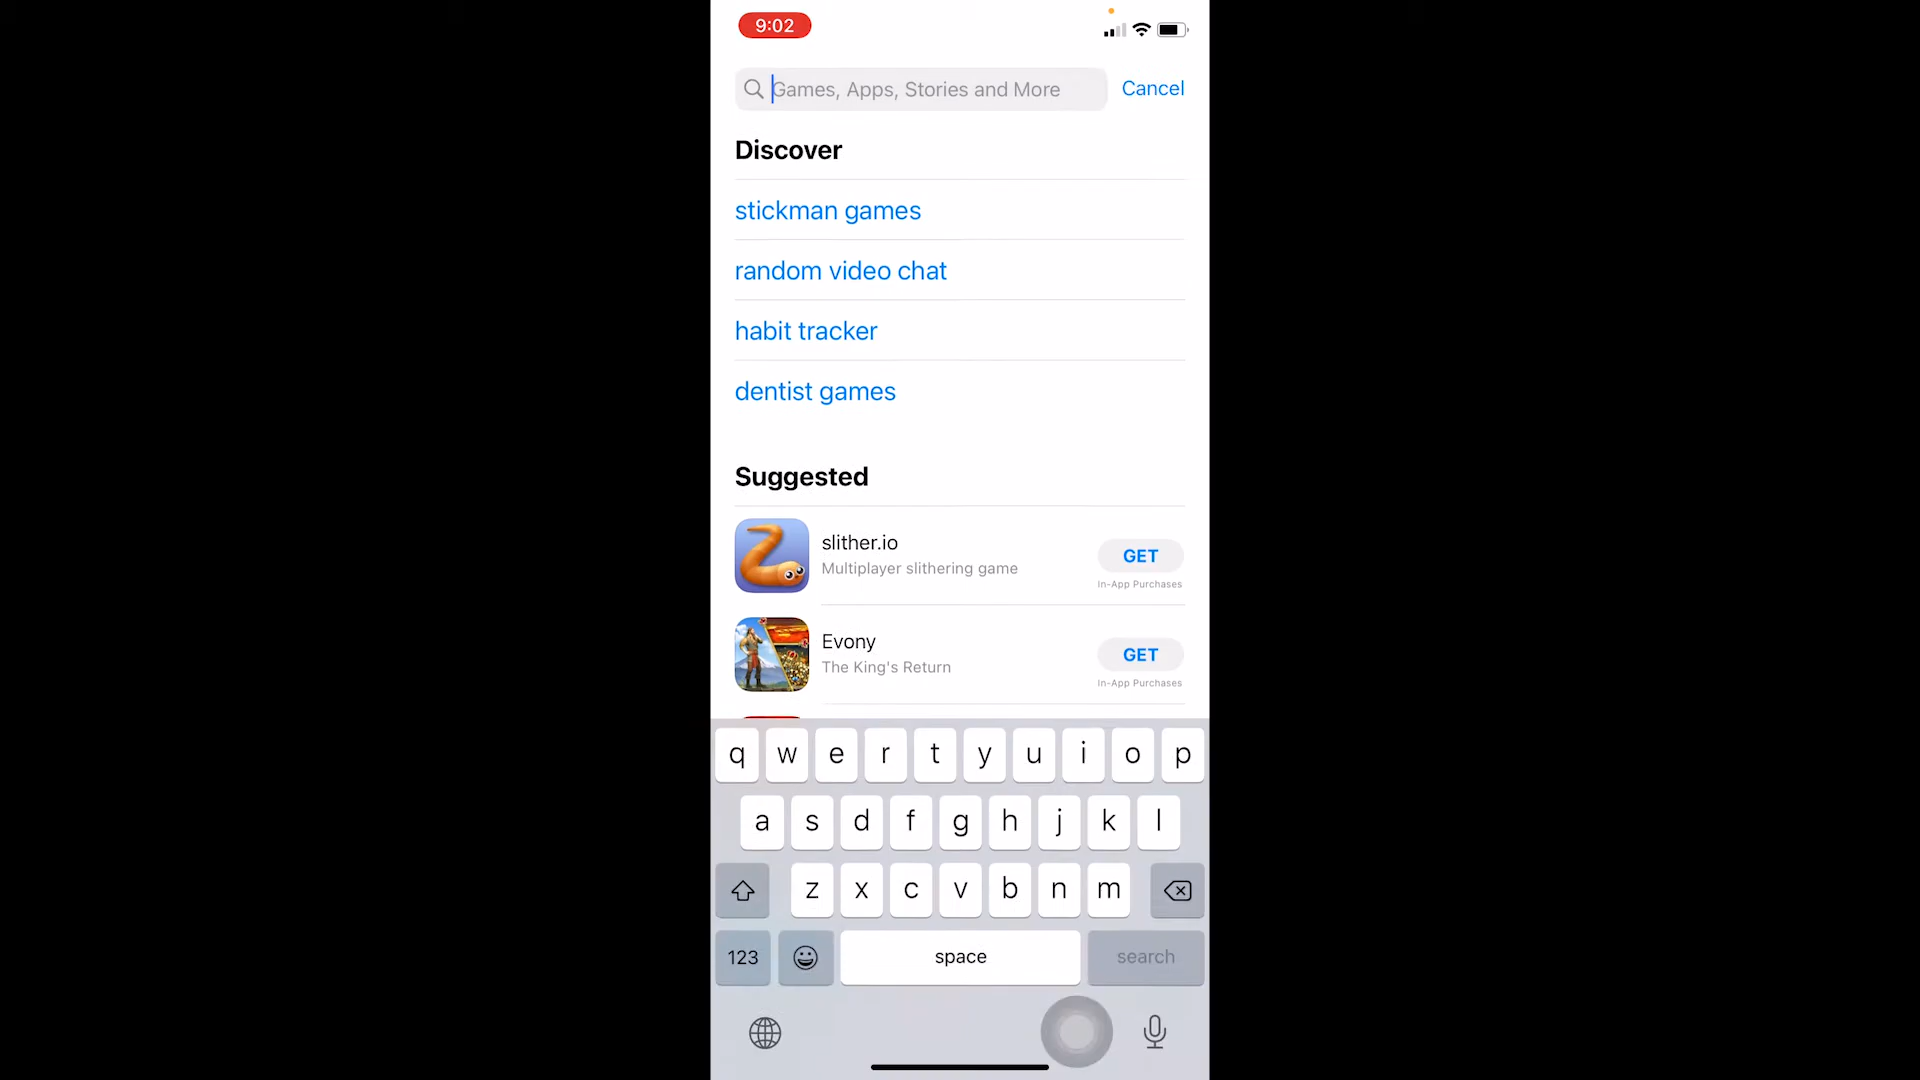 9:02
Games, Apps, Stories and More
Cancel
Discover
stickman games
random video chat
habit tracker
dentist games
Suggested
slither.io
Multiplayer slithering game
GET
In-App Purchases
Evony
The King's Return
GET
In-App Purchases
q w e r t y u i o p
a s d f g h j k l
z x c v b n m
123 space search